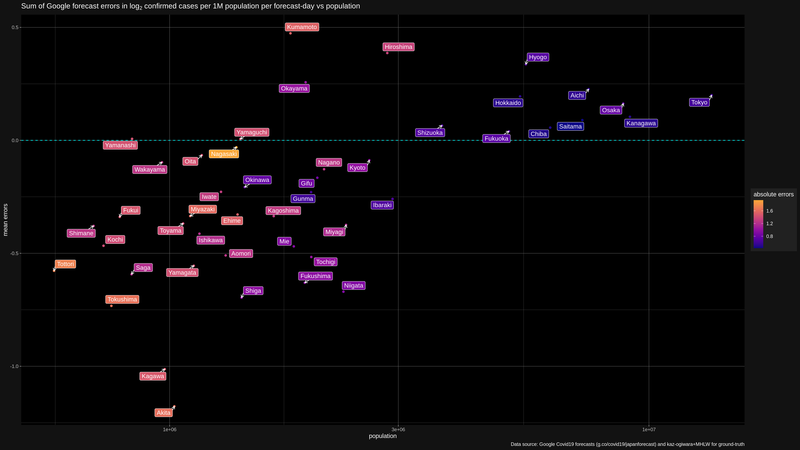 Sum of Google forecast errors in log2 confirmed cases per 1M population per forecast-day vs population
0.5
Kumamoto
Hiroshima
Hyogo
Okayama
Aichi
Hokkaido
Tokyo
Osaka
Kanagawa
Saitama
Shizuoka
Chiba
Fukuoka
0.0
Yamaguchi
Yamanashi
Nagasaki
Oita
Nagano
Kyoto
Wakayama
Okinawa
Gifu
Iwate
Gunma
Ibaraki
mean errors
Fukui
Miyazaki
Kagoshima
Ehime
Toyama
Shimane
Miyagi
Kochi
Ishikawa
Mie
-0.5
Aomori
Tottori
Saga
Tochigi
Yamagata
Fukushima
Niigata
Shiga
Tokushima
-1.0
Kagawa
Akita
1e+06
3e+06
1e+07
population
absolute errors
1.6
1.2
0.8
Data source: Google Covid19 forecasts (g.co/covid19/japanforecast) and kaz-ogiwara+MHLW for ground-truth